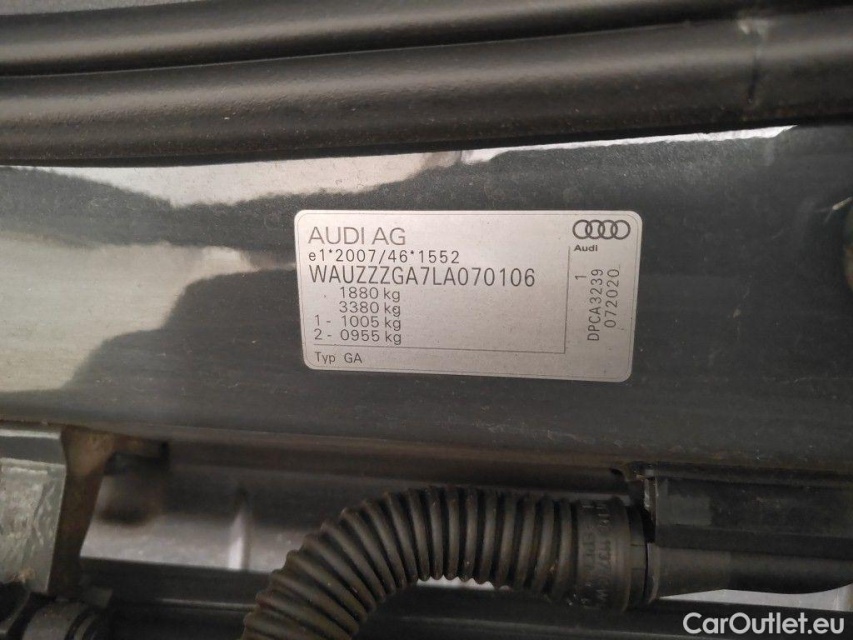 AUDI AG
e1*2007/46*1552
WAUZZZGA7LA070106
1880 kg
3380 kg
1- 1005 kg
2- 0955 kg
Typ GA
Audi
1
DPCA3239
072020
CarOutlet.eu